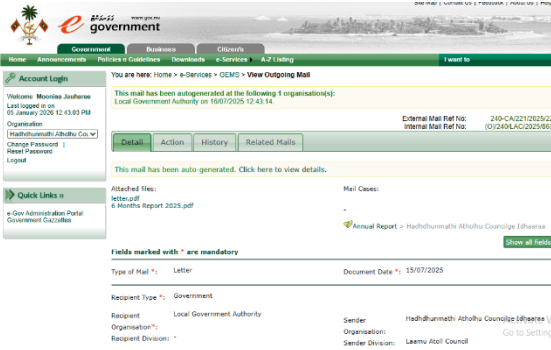 Site Map | Contact Us | Feedback | About Us | Help
www.gov.mv
government
Government Business Citizens
Home Announcements Policies n Guidelines Downloads e-Services A-Z Listing I want to
Account Login
You are here: Home > e-Services > GEMS > View Outgoing Mail
Welcome Moonisa Jauharee
Last logged in on
05 January 2026 12:43:03 PM
Organisation
Hadhdhunmathi Atholhu Cou
Change Password |
Reset Password
Logout
This mail has been autogenerated at the following 1 organisation(s):
Local Government Authority on 16/07/2025 12:43:14.
External Mail Ref No: 240-CA/221/2025/22
Internal Mail Ref No: (O)/240/LAC/2025/867
Detail Action History Related Mails
This mail has been auto-generated. Click here to view details.
Quick Links n
e-Gov Administration Portal
Government Gazzettes
Attached files: Mail Cases:
letter.pdf
6 Months Report 2025.pdf
-
Annual Report > Hadhdhunmathi Atholhu Councilge Idhaaraa
Show all fields
Fields marked with * are mandatory
Type of Mail *: Letter Document Date *: 15/07/2025
Recipient Type *: Government
Recipient Organisation*: Local Government Authority
Sender Organisation: Hadhdhunmathi Atholhu Councilge Idhaaraa
Go to Setting
Recipient Division: -
Sender Division: Laamu Atoll Council